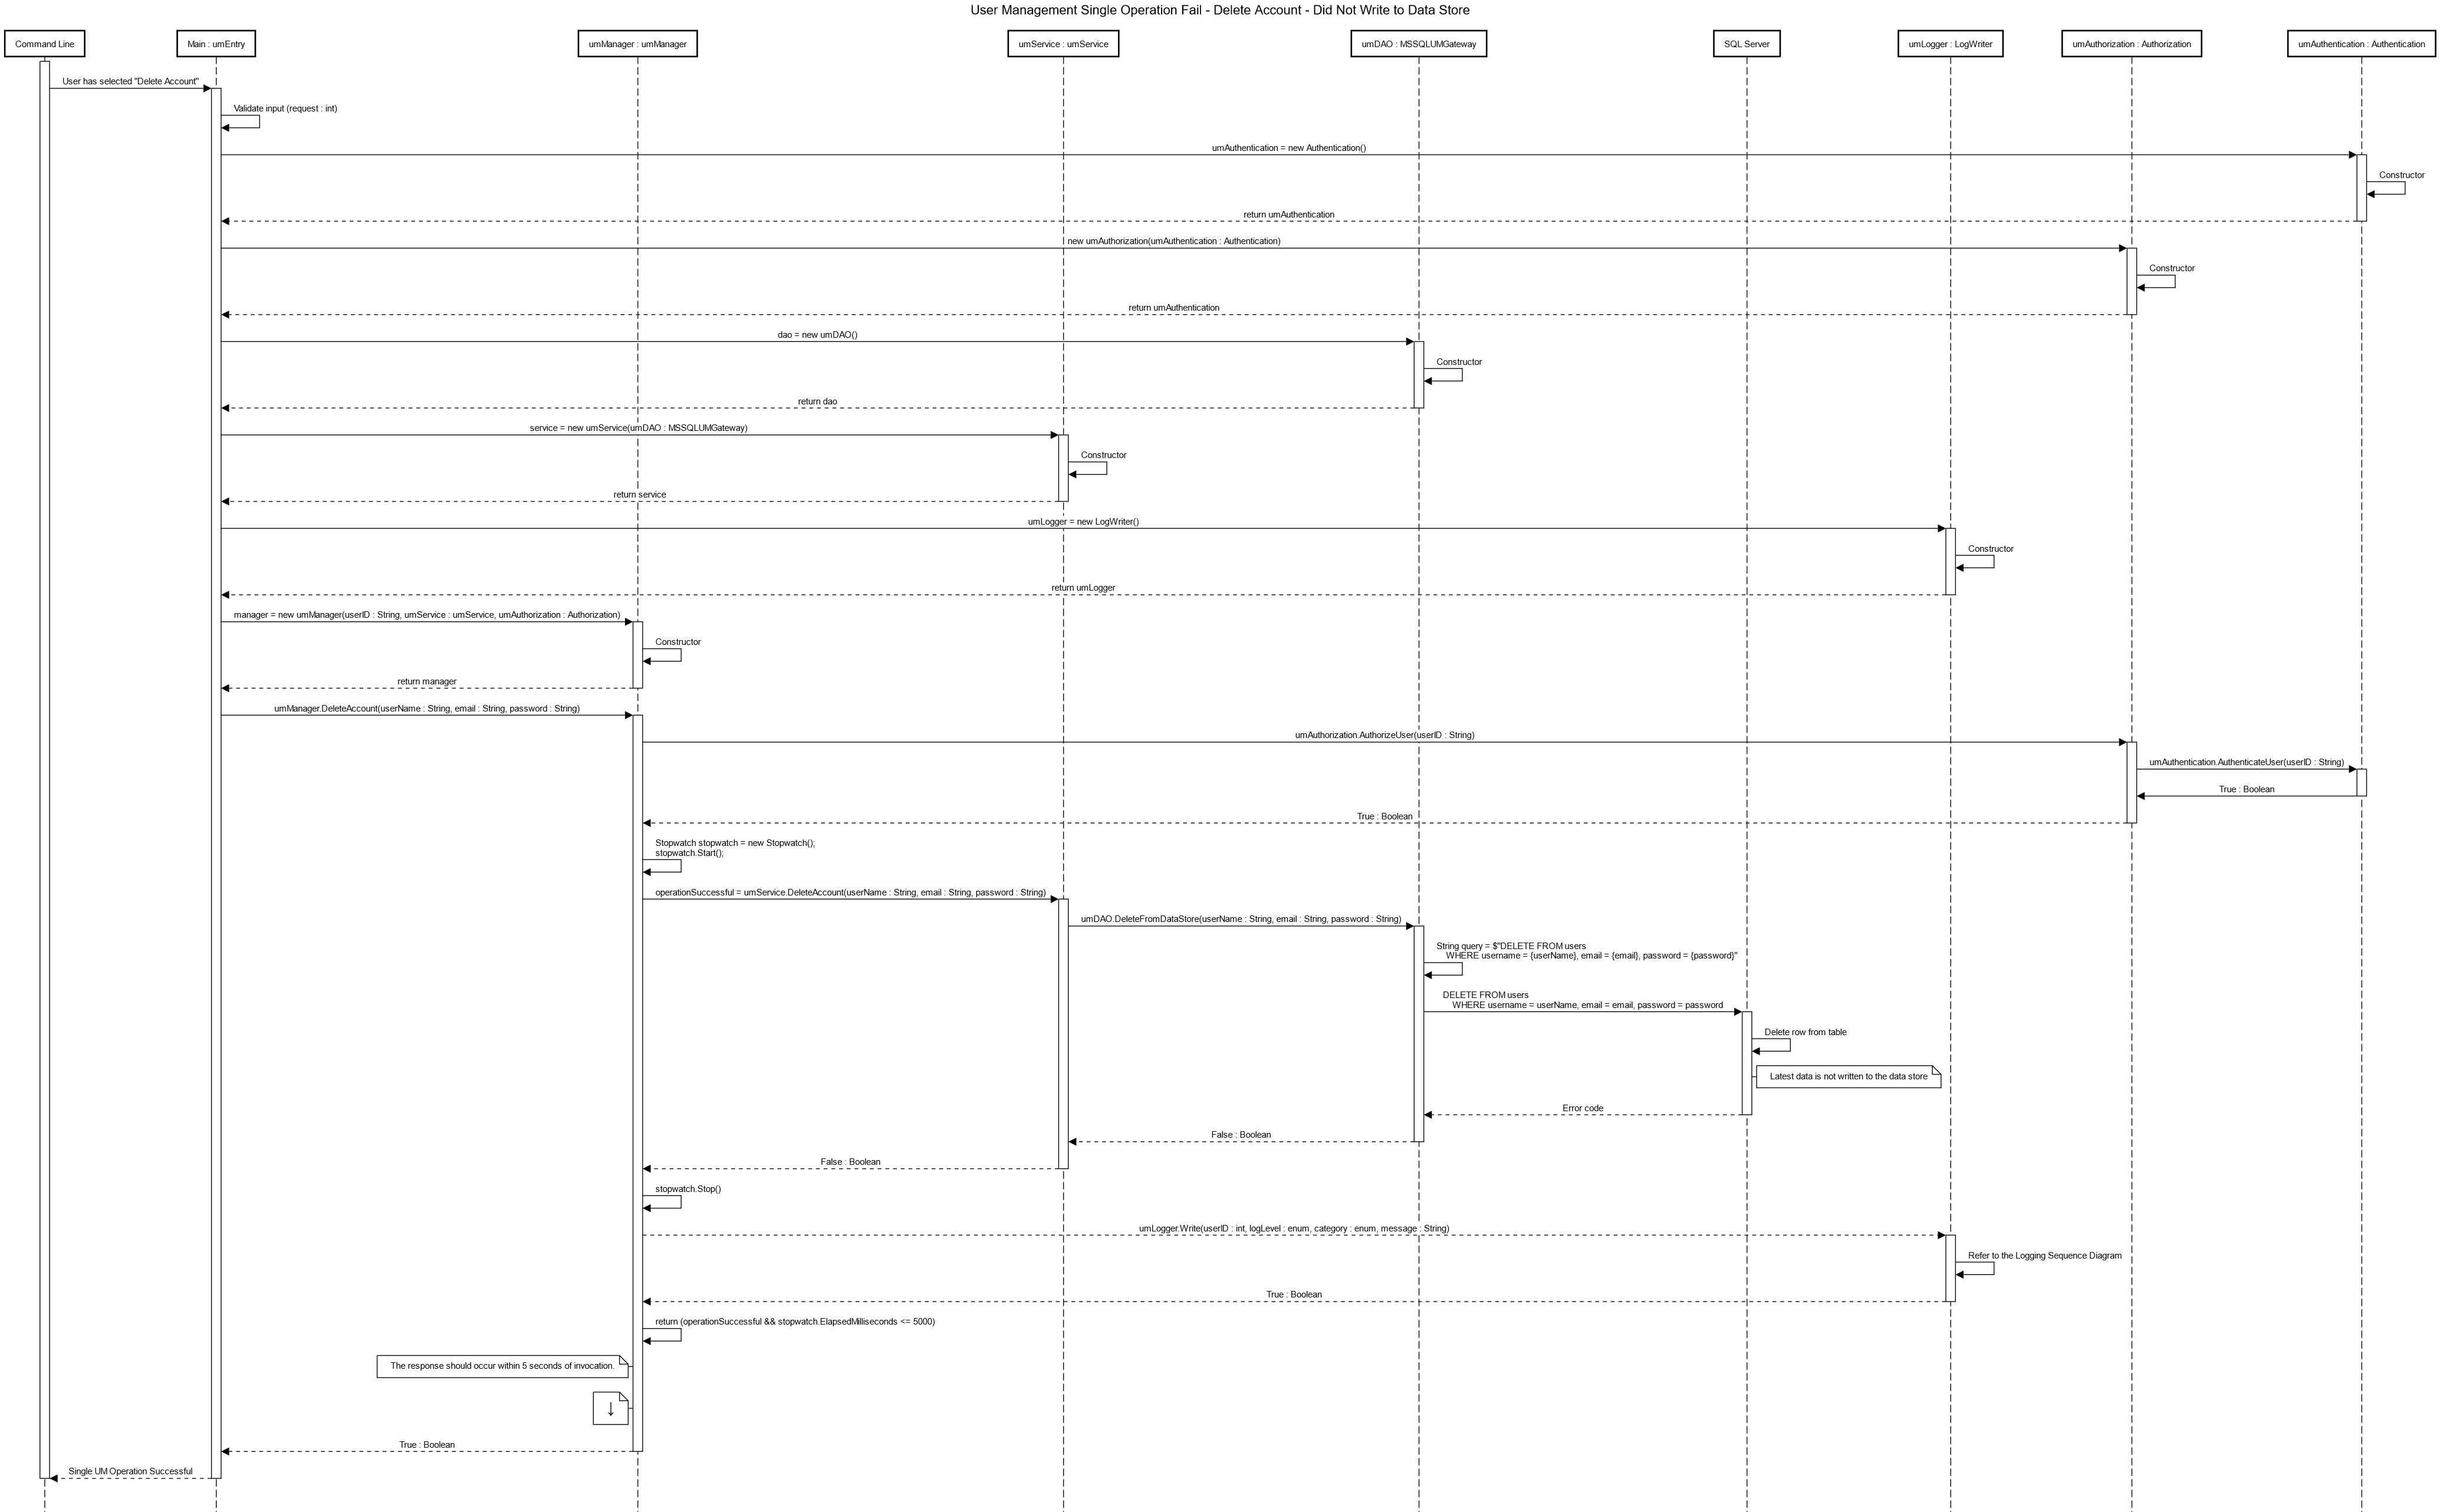 User Management Single Operation Fail - Delete Account - Did Not Write to Data Store
Command Line
Main : umEntry
umManager : umManager
umService : umService
umDAO : MSSQLUMGateway
SQL Server
umLogger : LogWriter
umAuthorization : Authorization
umAuthentication : Authentication
User has selected "Delete Account"
Validate input (request : int)
umAuthentication = new Authentication()
Constructor
return umAuthentication
new umAuthorization(umAuthentication : Authentication)
Constructor
return umAuthentication
dao = new umDAO()
Constructor
return dao
service = new umService(umDAO : MSSQLUMGateway)
Constructor
return service
umLogger = new LogWriter()
Constructor
return umLogger
manager = new umManager(userID : String, umService : umService, umAuthorization : Authorization)
Constructor
return manager
umManager.DeleteAccount(userName : String, email : String, password : String)
umAuthorization.AuthorizeUser(userID : String)
umAuthentication.AuthenticateUser(userID : String)
True : Boolean
True : Boolean
Stopwatch stopwatch = new Stopwatch();
stopwatch.Start();
operationSuccessful = umService.DeleteAccount(userName : String, email : String, password : String)
umDAO.DeleteFromDataStore(userName : String, email : String, password : String)
String query = $"DELETE FROM users
WHERE username = {userName}, email = {email}, password = {password}"
DELETE FROM users
WHERE username = userName, email = email, password = password
Delete row from table
Latest data is not written to the data store
Error code
False : Boolean
False : Boolean
stopwatch.Stop()
umLogger.Write(userID : int, logLevel : enum, category : enum, message : String)
Refer to the Logging Sequence Diagram
True : Boolean
return (operationSuccessful && stopwatch.ElapsedMilliseconds <= 5000)
The response should occur within 5 seconds of invocation.
↓
True : Boolean
Single UM Operation Successful